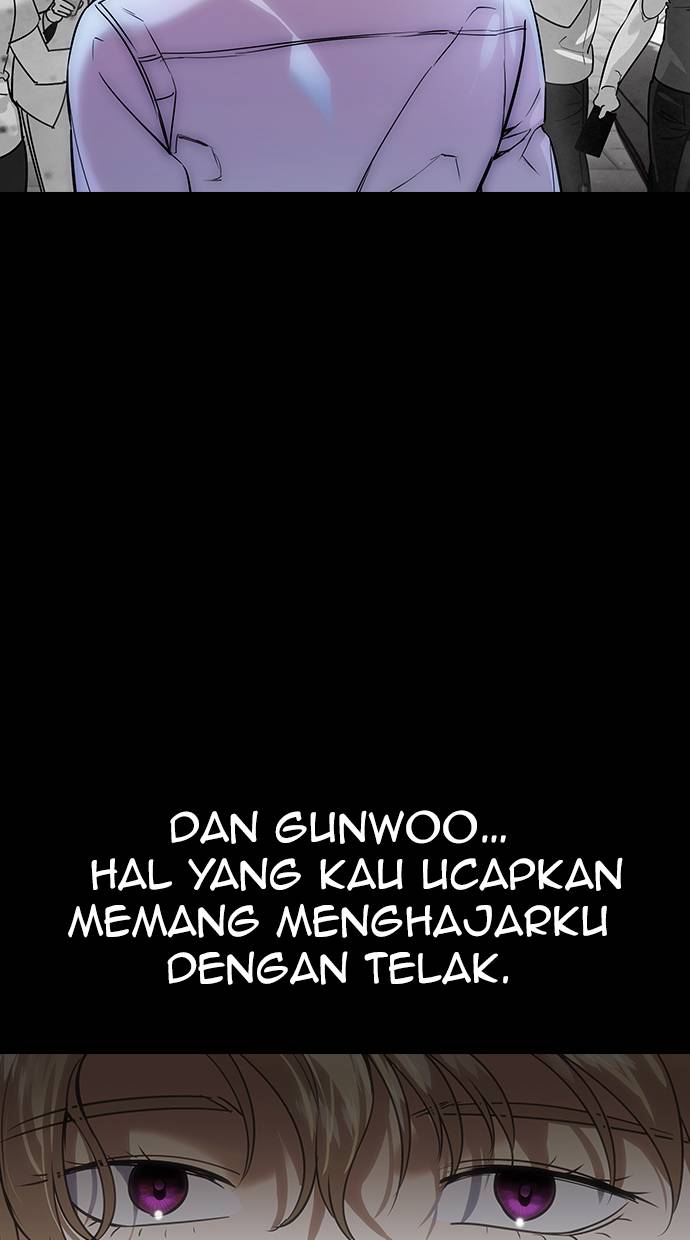 DAN GUNWOO...
HAL YANG KAU UCAPKAN
MEMANG MENGHAJARKU
DENGAN TELAK.